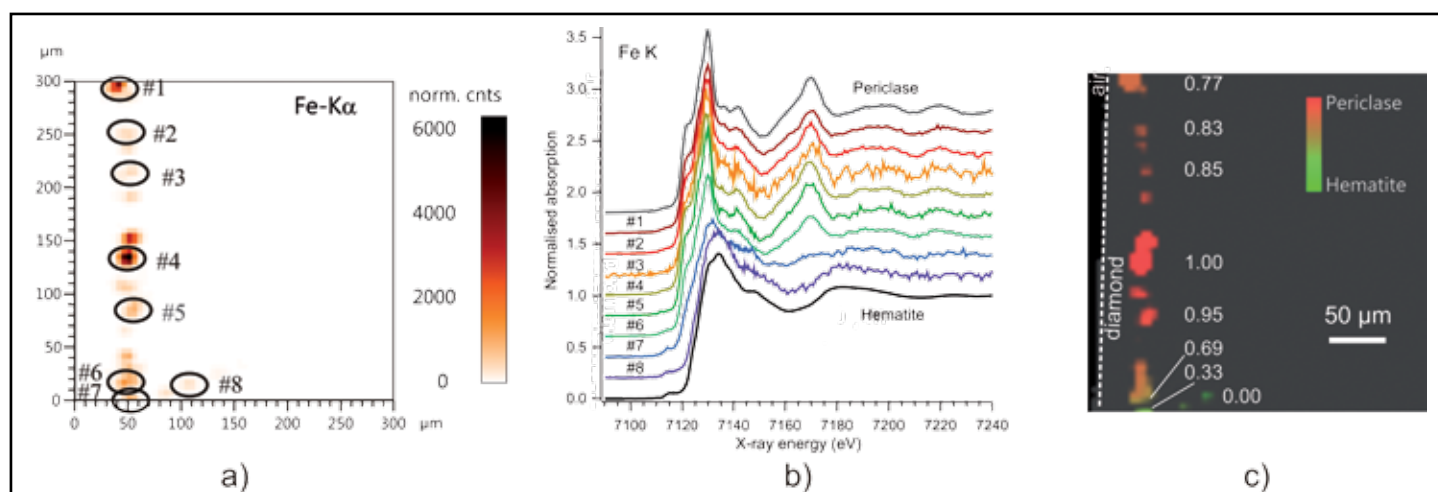 μm
300
250
200
150
100
50
0
0 50 100 150 200 250 300
μm
Fe-Kα
#1
#2
#3
#4
#5
#6
#7
#8
norm. cnts
6000
4000
2000
0
a)
Fe K
Normalised absorption
3.5
3.0
2.5
2.0
1.5
1.0
0.5
0.0
Periclase
#1
#2
#3
#4
#5
#6
#7
#8
Hematite
7100 7120 7140 7160 7180 7200 7220 7240
X-ray energy (eV)
b)
air
diamond
0.77
0.83
0.85
1.00
0.95
0.69
0.33
0.00
Periclase
Hematite
50 μm
c)